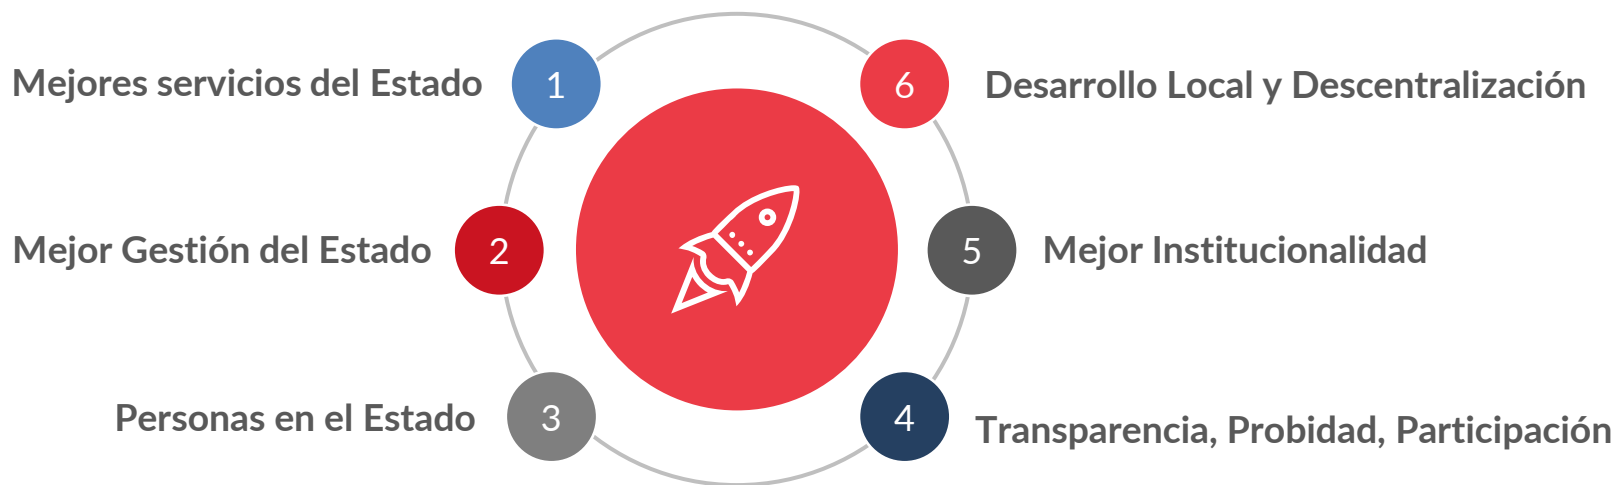 Mejores servicios del Estado
1
6
Desarrollo Local y Descentralización
Mejor Gestión del Estado
2
5
Mejor Institucionalidad
Personas en el Estado
3
4
Transparencia, Probidad, Participación